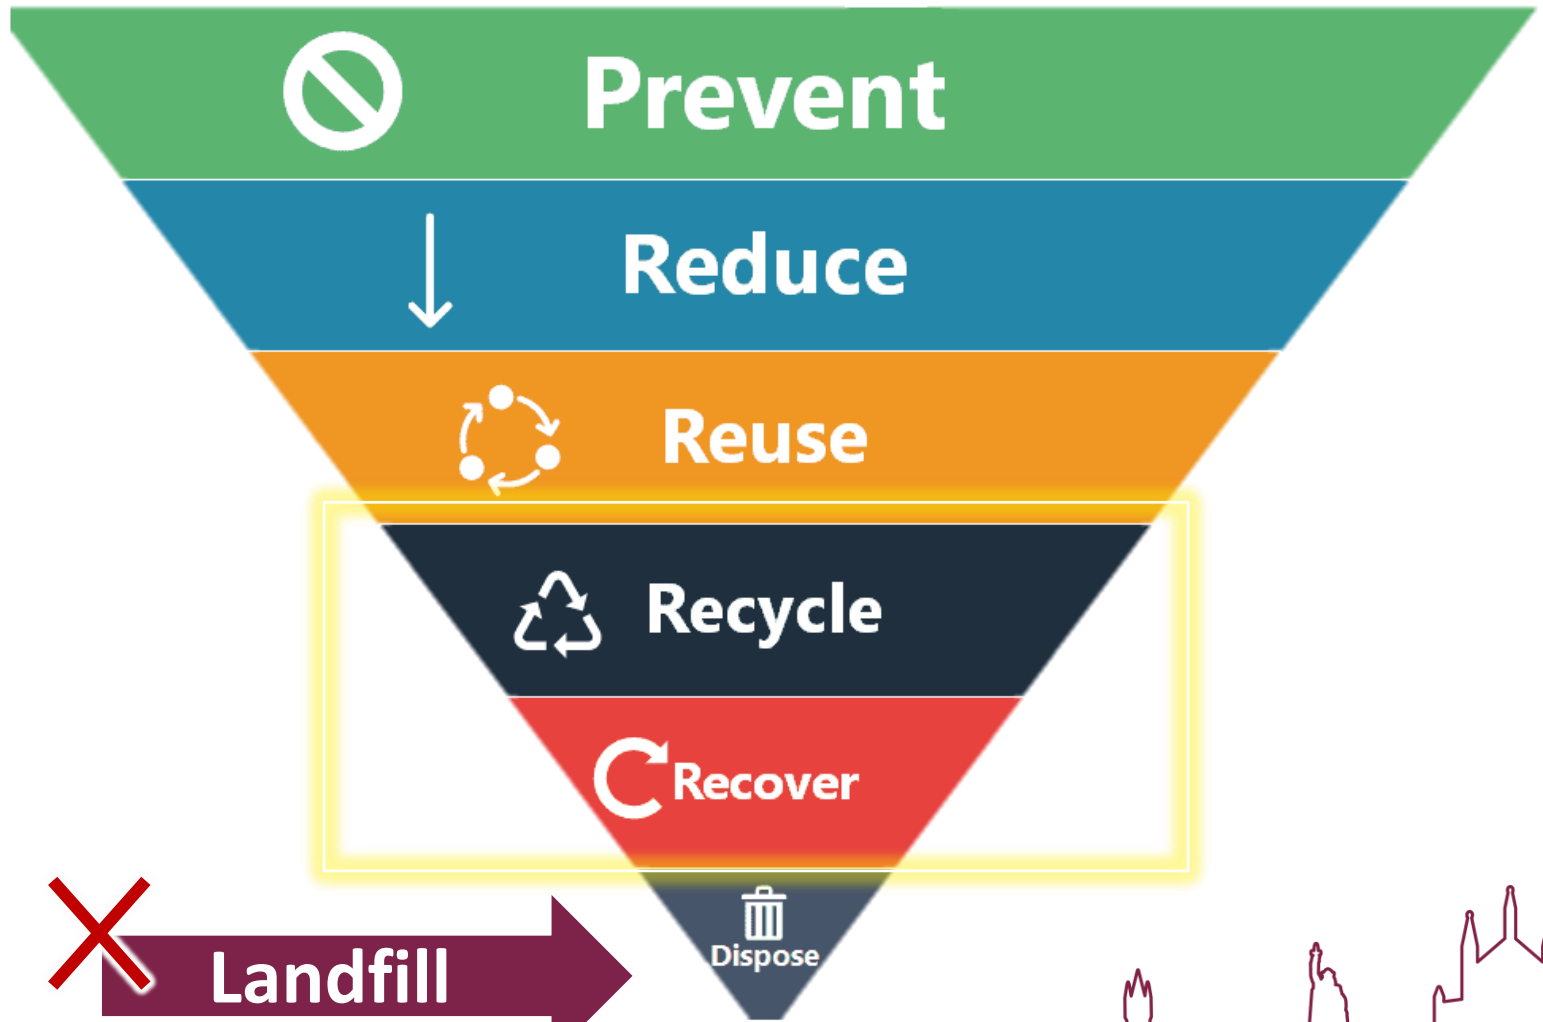 Prevent
Reduce
Reuse
Recycle
Recover
Dispose
Landfill